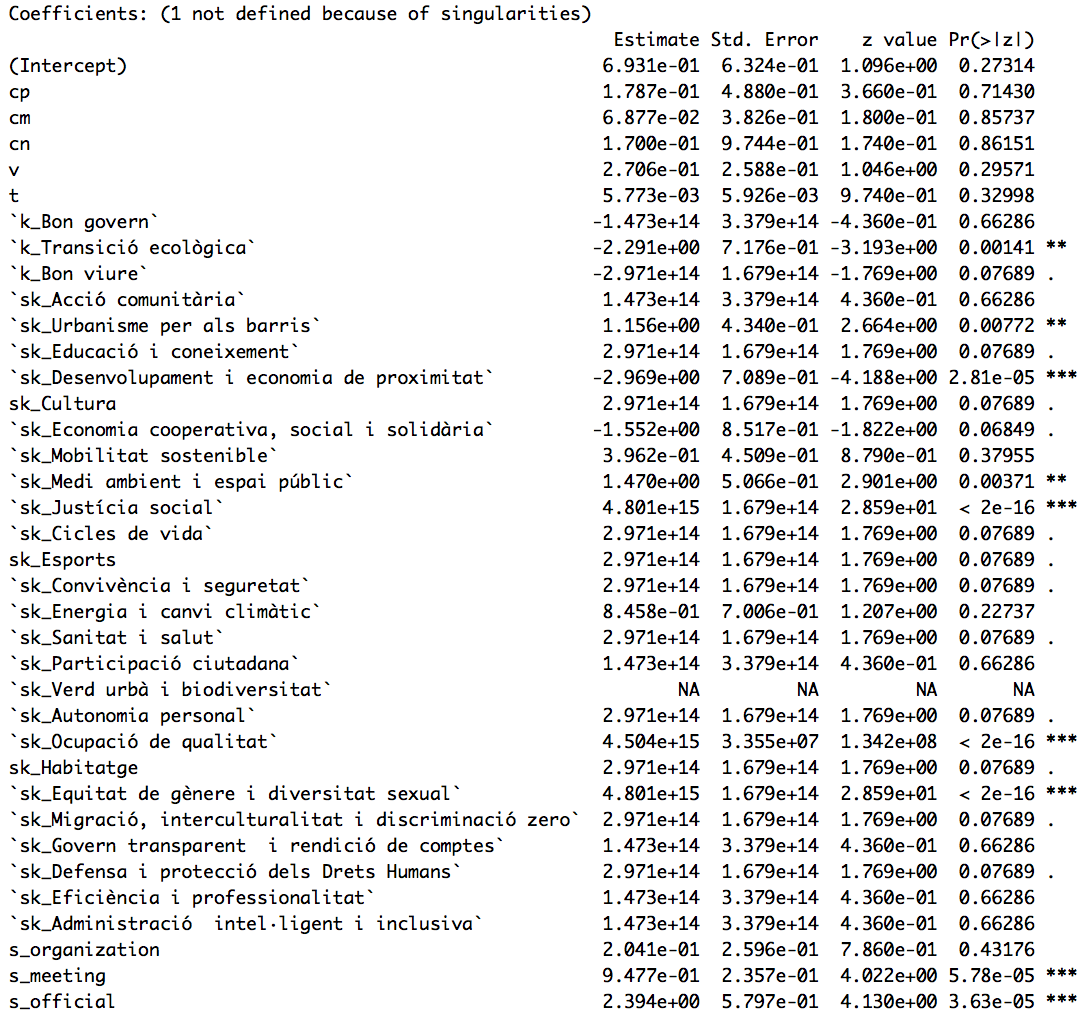 Coefficients: (1 not defined because of singularities)
Estimate Std. Error z value Pr(>|z|)
(Intercept) 6.931e-01 6.324e-01 1.096e+00 0.27314
cp 1.787e-01 4.880e-01 3.660e-01 0.71430
cm 6.877e-02 3.826e-01 1.800e-01 0.85737
cn 1.700e-01 9.744e-01 1.740e-01 0.86151
v 2.706e-01 2.588e-01 1.046e+00 0.29571
t 5.773e-03 5.926e-03 9.740e-01 0.32998
`k_Bon govern` -1.473e+14 3.379e+14 -4.360e-01 0.66286
`k_Transició ecològica` -2.291e+00 7.176e-01 -3.193e+00 0.00141 **
`k_Bon viure` -2.971e+14 1.679e+14 -1.769e+00 0.07689 .
`sk_Acció comunitària` 1.473e+14 3.379e+14 4.360e-01 0.66286
`sk_Urbanisme per als barris` 1.156e+00 4.340e-01 2.664e+00 0.00772 **
`sk_Educació i coneixement` 2.971e+14 1.679e+14 1.769e+00 0.07689 .
`sk_Desenvolupament i economia de proximitat` -2.969e+00 7.089e-01 -4.188e+00 2.81e-05 ***
sk_Cultura 2.971e+14 1.679e+14 1.769e+00 0.07689 .
`sk_Economia cooperativa, social i solidària` -1.552e+00 8.517e-01 -1.822e+00 0.06849 .
`sk_Mobilitat sostenible` 3.962e-01 4.509e-01 8.790e-01 0.37955
`sk_Medi ambient i espai públic` 1.470e+00 5.066e-01 2.901e+00 0.00371 **
`sk_Justícia social` 4.801e+15 1.679e+14 2.859e+01 < 2e-16 ***
`sk_Cicles de vida` 2.971e+14 1.679e+14 1.769e+00 0.07689 .
sk_Esports 2.971e+14 1.679e+14 1.769e+00 0.07689 .
`sk_Convivència i seguretat` 2.971e+14 1.679e+14 1.769e+00 0.07689 .
`sk_Energia i canvi climàtic` 8.458e-01 7.006e-01 1.207e+00 0.22737
`sk_Sanitat i salut` 2.971e+14 1.679e+14 1.769e+00 0.07689 .
`sk_Participació ciutadana` 1.473e+14 3.379e+14 4.360e-01 0.66286
`sk_Verd urbà i biodiversitat` NA NA NA NA
`sk_Autonomia personal` 2.971e+14 1.679e+14 1.769e+00 0.07689 .
`sk_Ocupació de qualitat` 4.504e+15 3.355e+07 1.342e+08 < 2e-16 ***
sk_Habitatge 2.971e+14 1.679e+14 1.769e+00 0.07689 .
`sk_Equitat de gènere i diversitat sexual` 4.801e+15 1.679e+14 2.859e+01 < 2e-16 ***
`sk_Migració, interculturalitat i discriminació zero` 2.971e+14 1.679e+14 1.769e+00 0.07689 .
`sk_Govern transparent  i rendició de comptes` 1.473e+14 3.379e+14 4.360e-01 0.66286
`sk_Defensa i protecció dels Drets Humans` 2.971e+14 1.679e+14 1.769e+00 0.07689 .
`sk_Eficiència i professionalitat` 1.473e+14 3.379e+14 4.360e-01 0.66286
`sk_Administració  intel·ligent i inclusiva` 1.473e+14 3.379e+14 4.360e-01 0.66286
s_organization 2.041e-01 2.596e-01 7.860e-01 0.43176
s_meeting 9.477e-01 2.357e-01 4.022e+00 5.78e-05 ***
s_official 2.394e+00 5.797e-01 4.130e+00 3.63e-05 ***